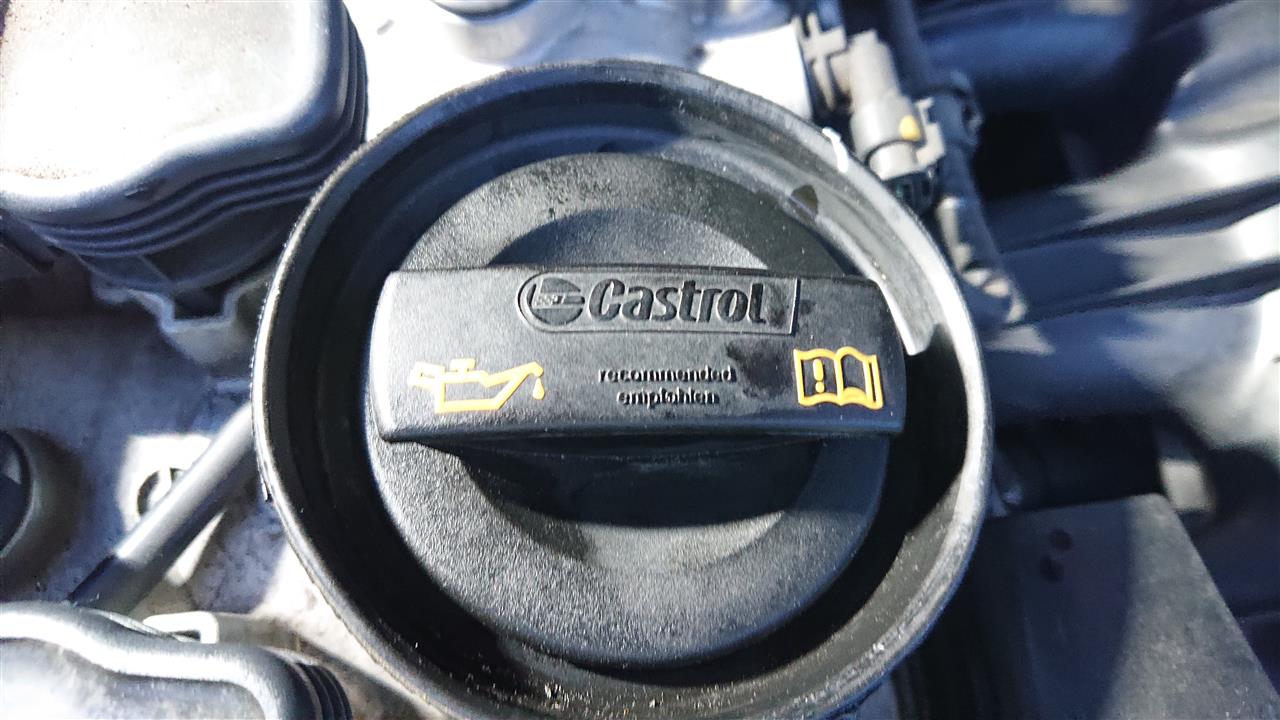 Castrol
recommended
empfohlen